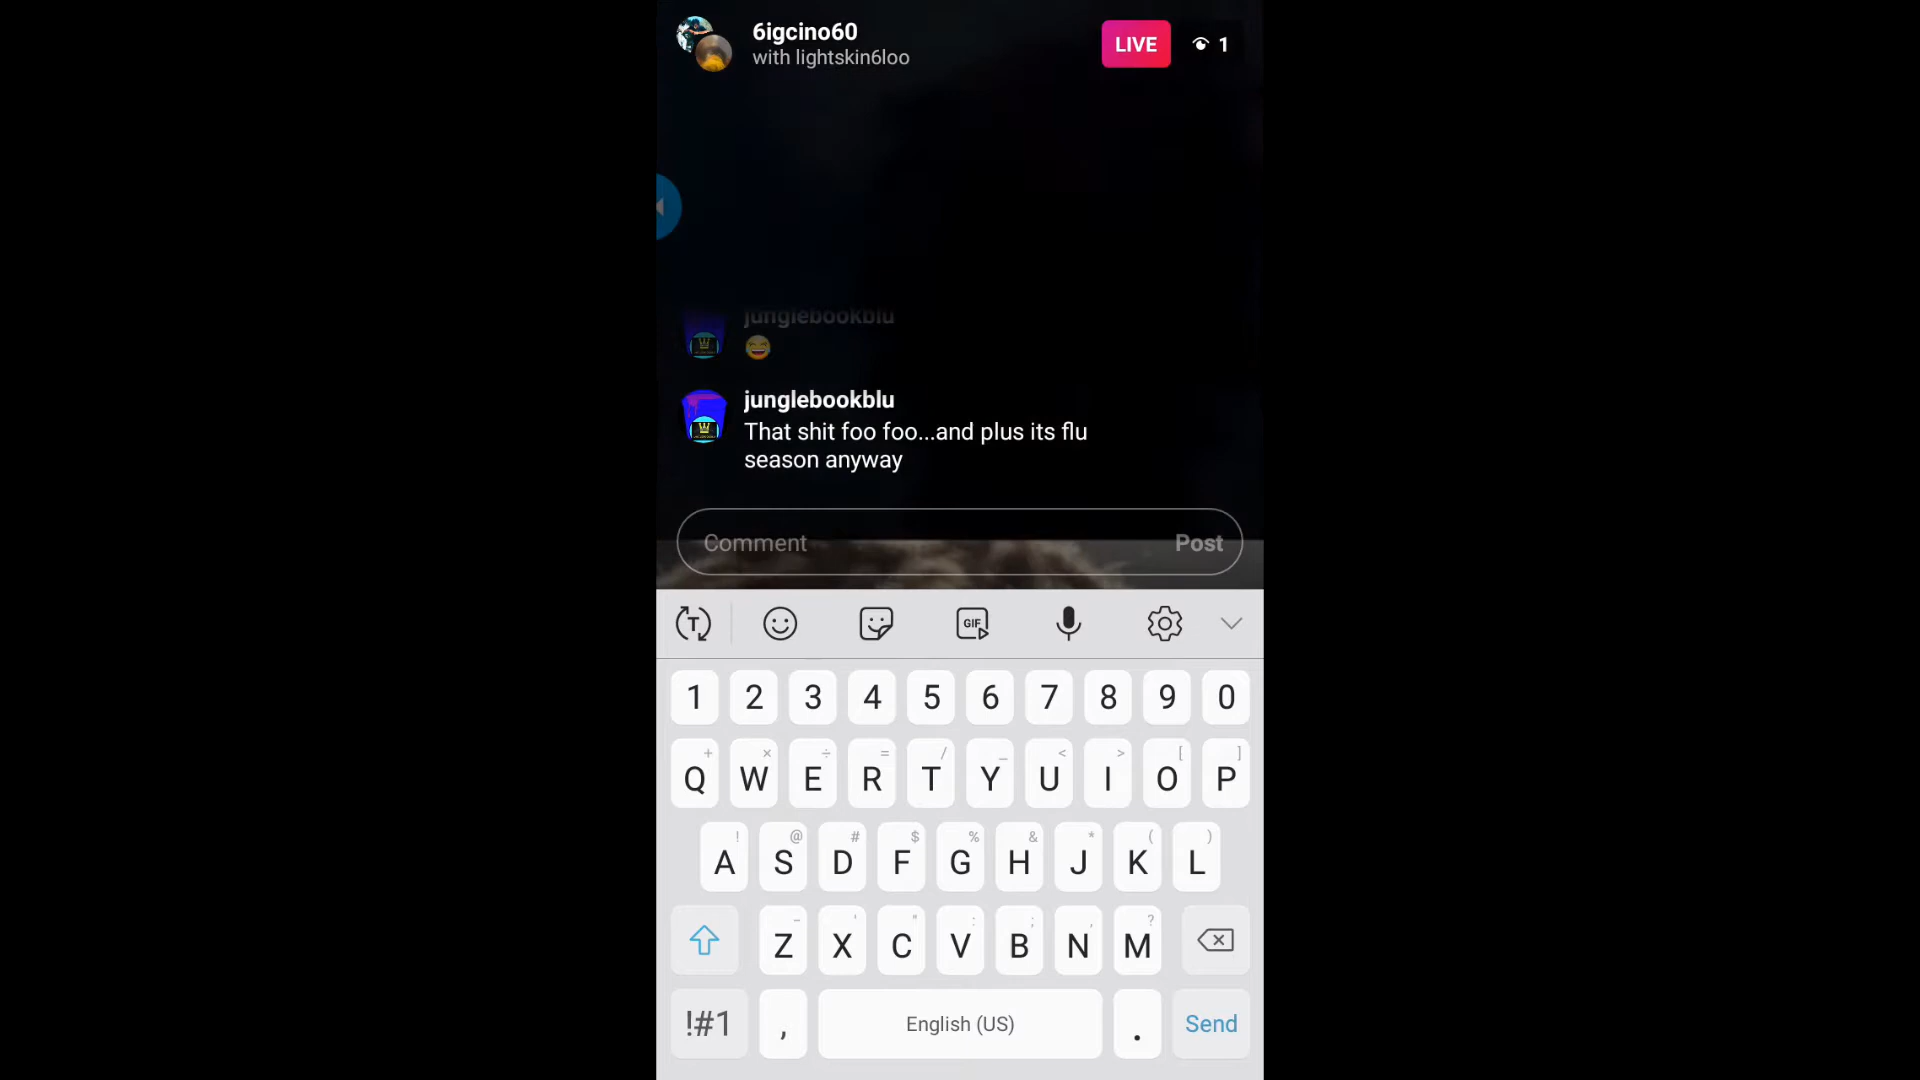 6igcino60
with lightskin6loo
LIVE
1
junglebookblu
junglebookblu
That shit foo foo...and plus its flu
season anyway
Comment
Post
T
GIF
1 2 3 4 5 6 7 8 9 0
+ × ÷ = / _ < > [ ]
Q W E R T Y U I O P
! @ # $ % & * ( )
A S D F G H J K L
- ' " : ; , ?
Z X C V B N M
!#1 , English (US) . Send